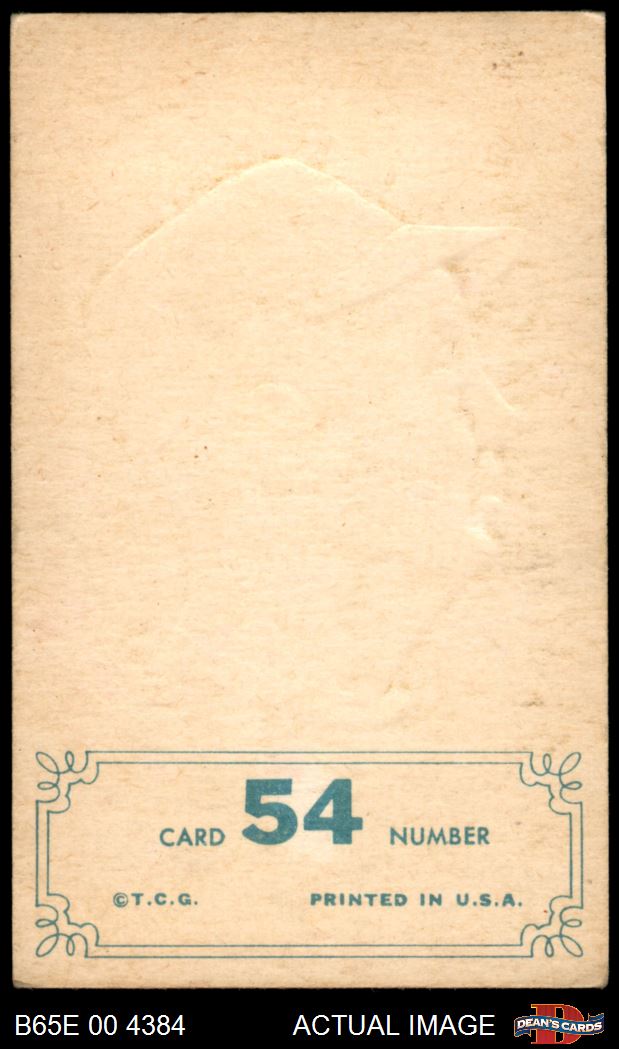 CARD 54 NUMBER
©T.C.G. PRINTED IN U.S.A.
B65E 00 4384 ACTUAL IMAGE DEAN'S CARDS